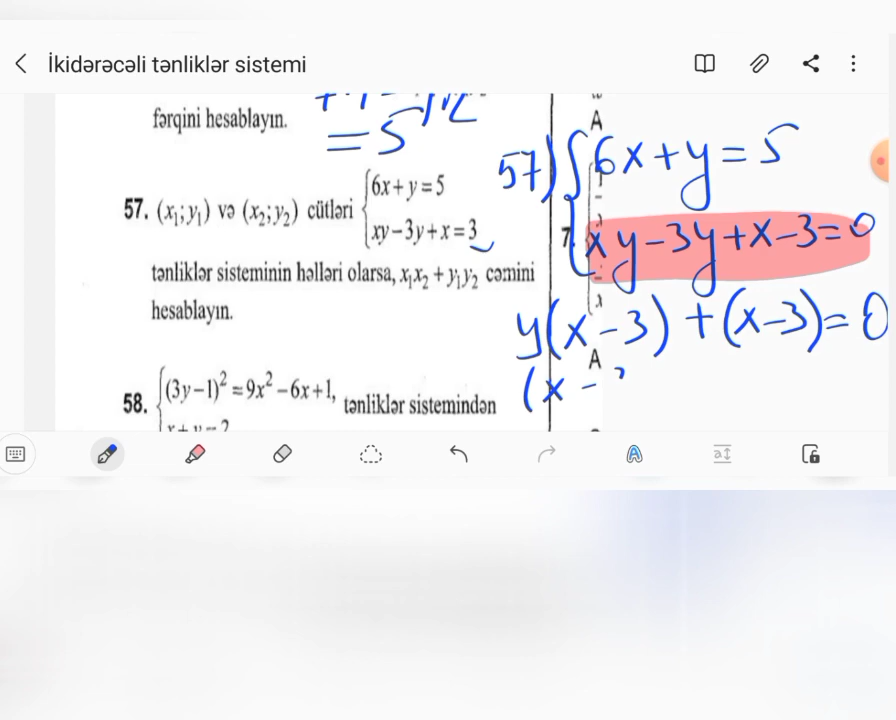 İkidərəcəli tənliklər sistemi
fərqini hesablayın.
= 5
57. (x₁;y₁) və (x₂;y₂) cütləri {6x+y=5
xy−3y+x=3
tənliklər sisteminin həlləri olarsa, x₁x₂ + y₁y₂ cəmini
hesablayın.
58. {(3y−1)² = 9x² −6x+1, tənliklər sistemindən
A
57) {6x+y=5
7.
xy−3y+x−3=0
y(x−3)+(x−3)=0
A
(x −